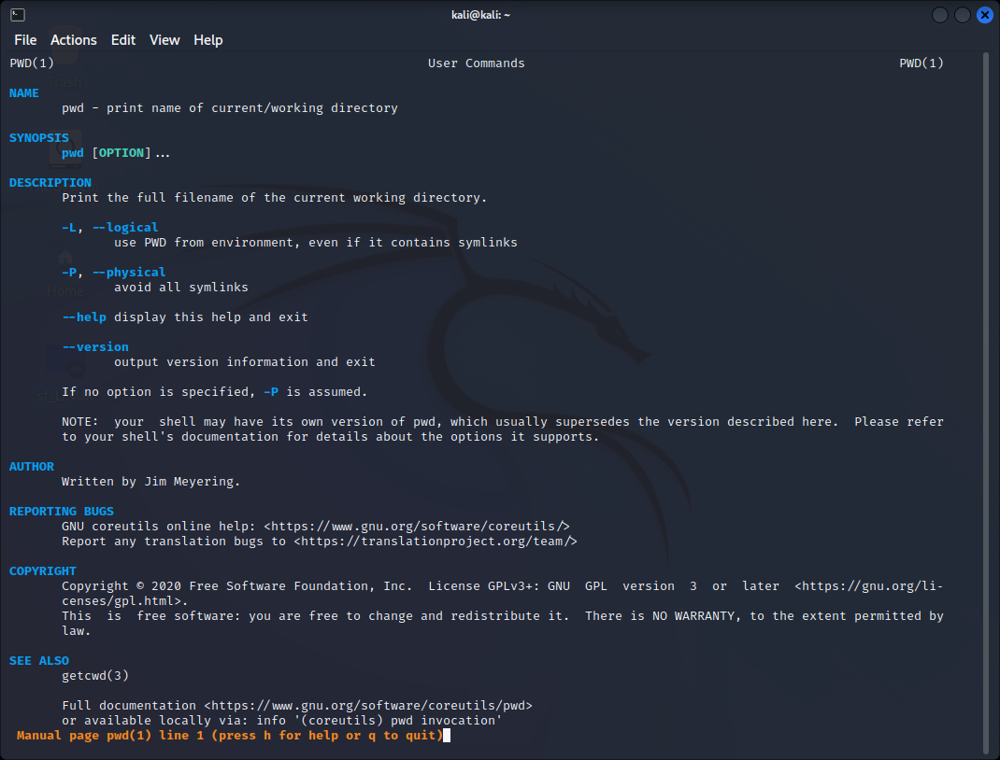 kali@kali: ~
File Actions Edit View Help
PWD(1) User Commands PWD(1)
NAME
pwd - print name of current/working directory
SYNOPSIS
pwd [OPTION]...
DESCRIPTION
Print the full filename of the current working directory.
-L, --logical
use PWD from environment, even if it contains symlinks
-P, --physical
avoid all symlinks
--help display this help and exit
--version
output version information and exit
If no option is specified, -P is assumed.
NOTE: your shell may have its own version of pwd, which usually supersedes the version described here. Please refer
to your shell's documentation for details about the options it supports.
AUTHOR
Written by Jim Meyering.
REPORTING BUGS
GNU coreutils online help: <https://www.gnu.org/software/coreutils/>
Report any translation bugs to <https://translationproject.org/team/>
COPYRIGHT
Copyright © 2020 Free Software Foundation, Inc. License GPLv3+: GNU GPL version 3 or later <https://gnu.org/li-
censes/gpl.html>.
This is free software: you are free to change and redistribute it. There is NO WARRANTY, to the extent permitted by
law.
SEE ALSO
getcwd(3)
Full documentation <https://www.gnu.org/software/coreutils/pwd>
or available locally via: info '(coreutils) pwd invocation'
Manual page pwd(1) line 1 (press h for help or q to quit)
Trash
Home